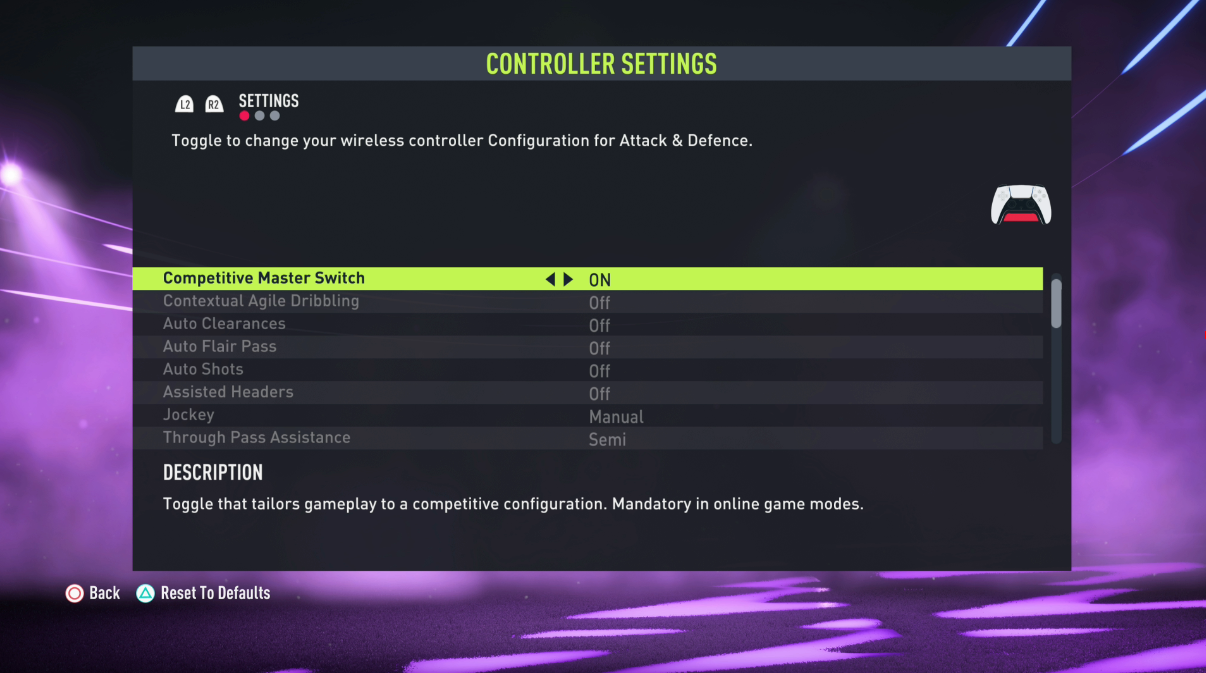 CONTROLLER SETTINGS
L2 R2 SETTINGS
Toggle to change your wireless controller Configuration for Attack & Defence.
Competitive Master Switch ON
Contextual Agile Dribbling Off
Auto Clearances Off
Auto Flair Pass Off
Auto Shots Off
Assisted Headers Off
Jockey Manual
Through Pass Assistance Semi
DESCRIPTION
Toggle that tailors gameplay to a competitive configuration. Mandatory in online game modes.
Back Reset To Defaults